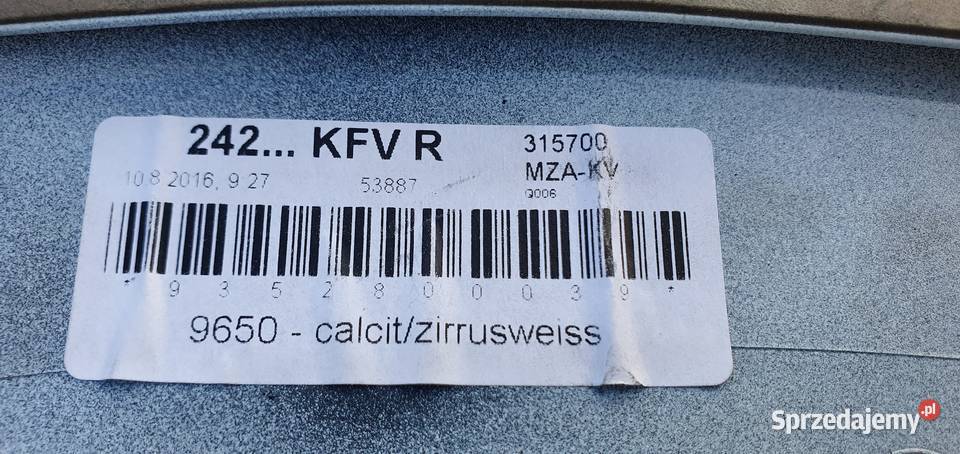 242... KFV R
315700
MZA-KV
10.8 2016, 9 27
53887
Q006
* 9 3 5 2 8 0 0 0 3 9 *
9650 - calcit/zirrusweiss
Sprzedajemy.pl